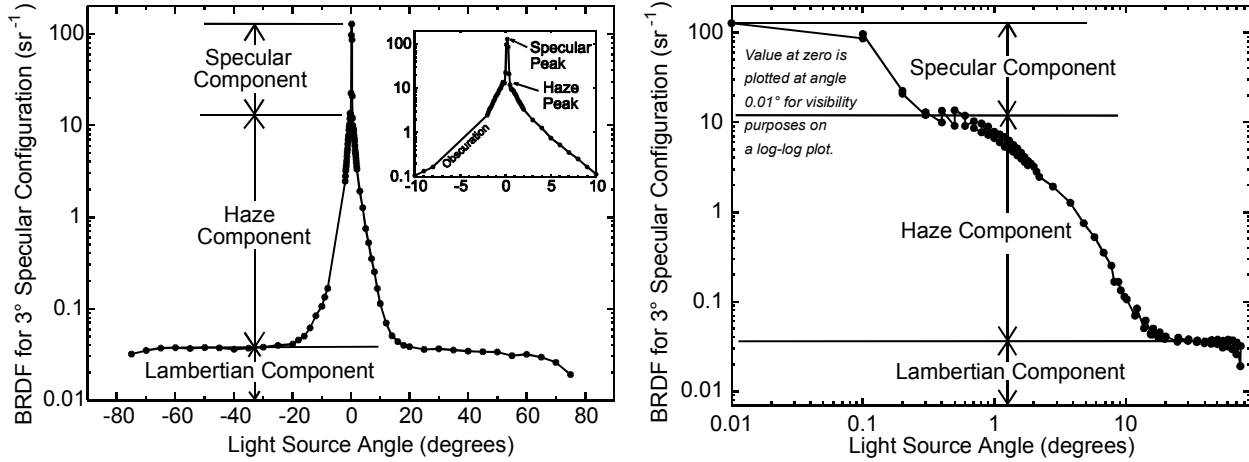 BRDF for 3° Specular Configuration (sr⁻¹)
100
10
1
0.1
0.01
Specular
Component
Haze
Component
Lambertian Component
-80
-60
-40
-20
0
20
40
60
80
Light Source Angle (degrees)
100
10
1
0.1
-10
-5
0
5
10
Specular
Peak
Haze
Peak
Obscuration
BRDF for 3° Specular Configuration (sr⁻¹)
100
10
1
0.1
0.01
Value at zero is
plotted at angle
0.01° for visibility
purposes on
a log-log plot.
Specular Component
Haze Component
Lambertian Component
0.01
0.1
1
10
Light Source Angle (degrees)